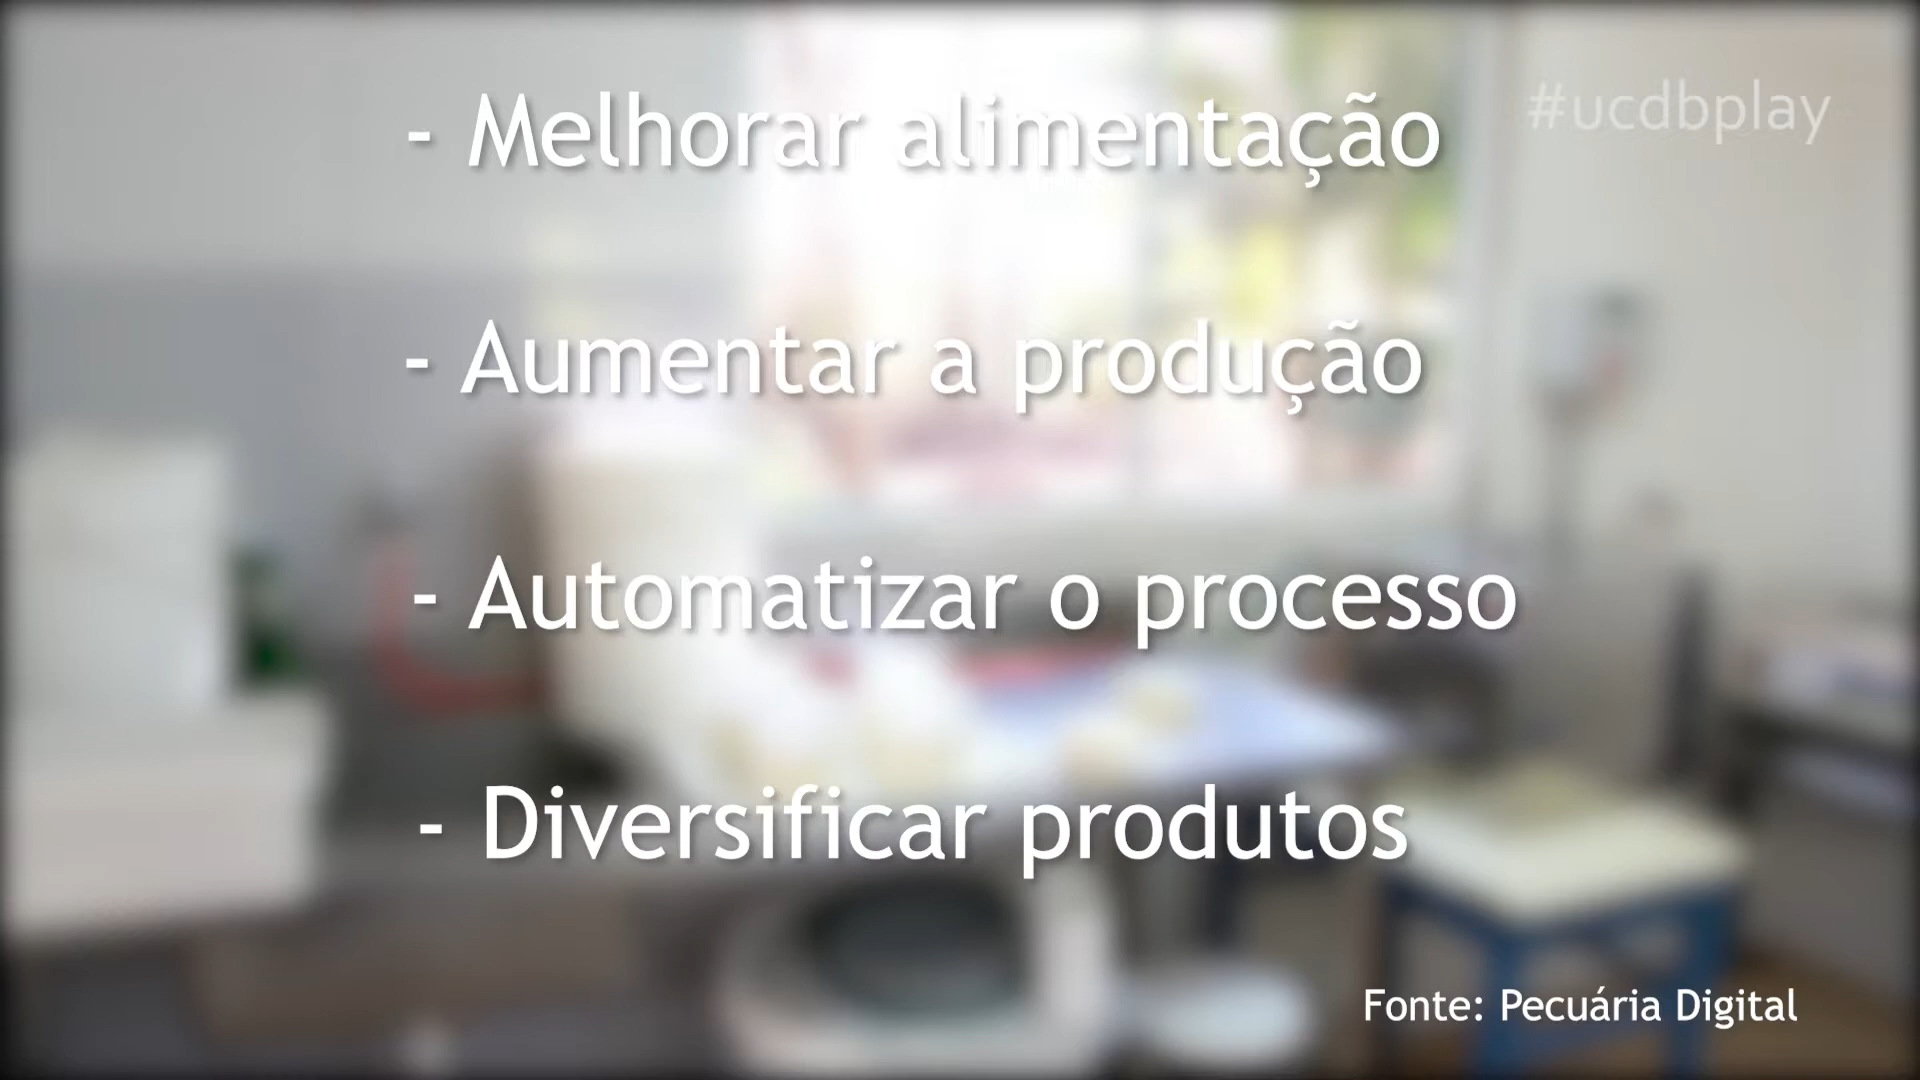 #ucdbplay
- Melhorar alimentação
- Aumentar a produção
- Automatizar o processo
- Diversificar produtos
Fonte: Pecuária Digital